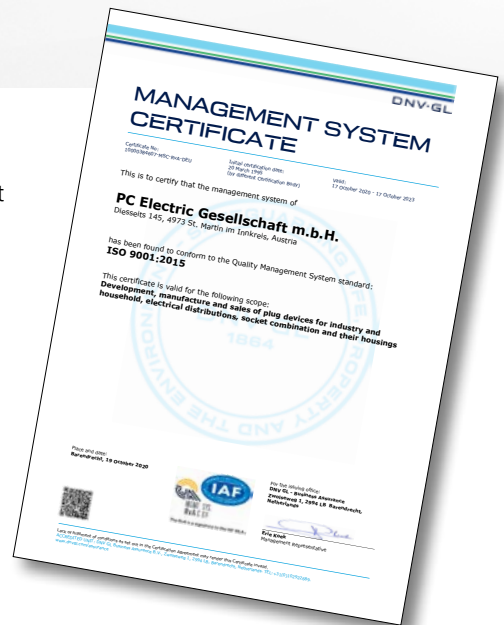 t
DNV·GL
MANAGEMENT SYSTEM
CERTIFICATE
Certificate No:
Initial certification date:
20 March 1995
Valid:
17 October 2020 - 17 October 2023
This is to certify that the management system of
PC Electric Gesellschaft m.b.H.
Diesseits 145, 4973 St. Martin im Innkreis, Austria
has been found to conform to the Quality Management System standard:
ISO 9001:2015
This certificate is valid for the following scope:
Development, manufacture and sales of plug devices for industry and
household, electrical distributions, socket combination and their housings
1864
Place and date:
Barendrecht, 19 October 2020
IAF
For the issuing office:
DNV GL - Business Assurance
Zwolseweg 1, 2994 LB Barendrecht,
Netherlands
Management Representative